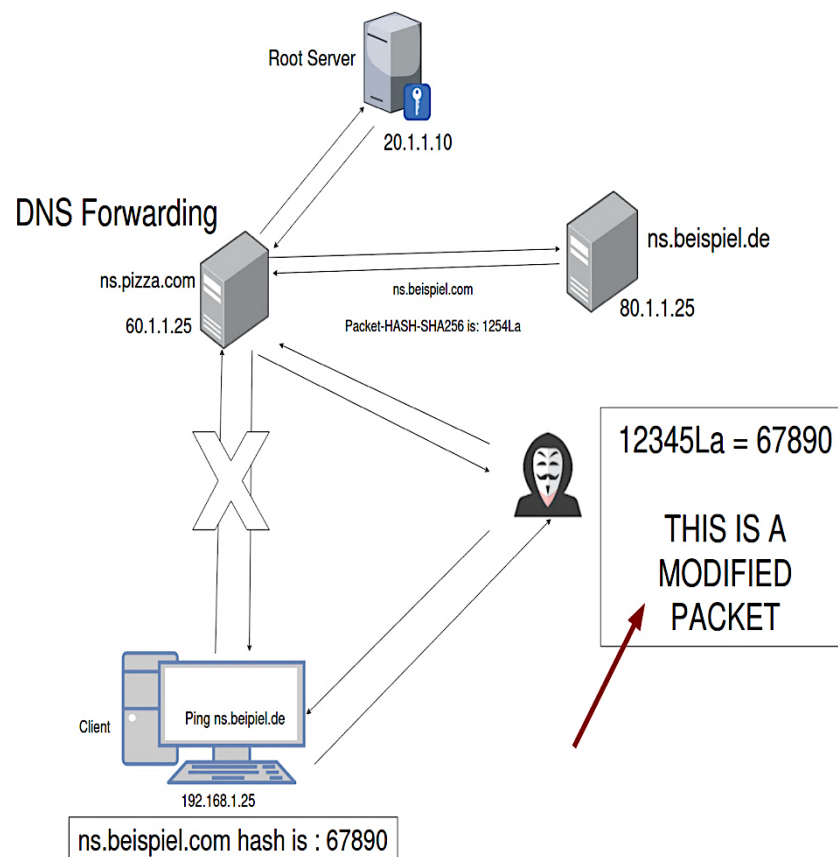 Root Server
20.1.1.10
DNS Forwarding
ns.pizza.com
60.1.1.25
ns.beispiel.com
Packet-HASH-SHA256 is: 1254La
ns.beispiel.de
80.1.1.25
X
12345La = 67890
THIS IS A
MODIFIED
PACKET
Client
Ping ns.beipiel.de
192.168.1.25
ns.beispiel.com hash is : 67890